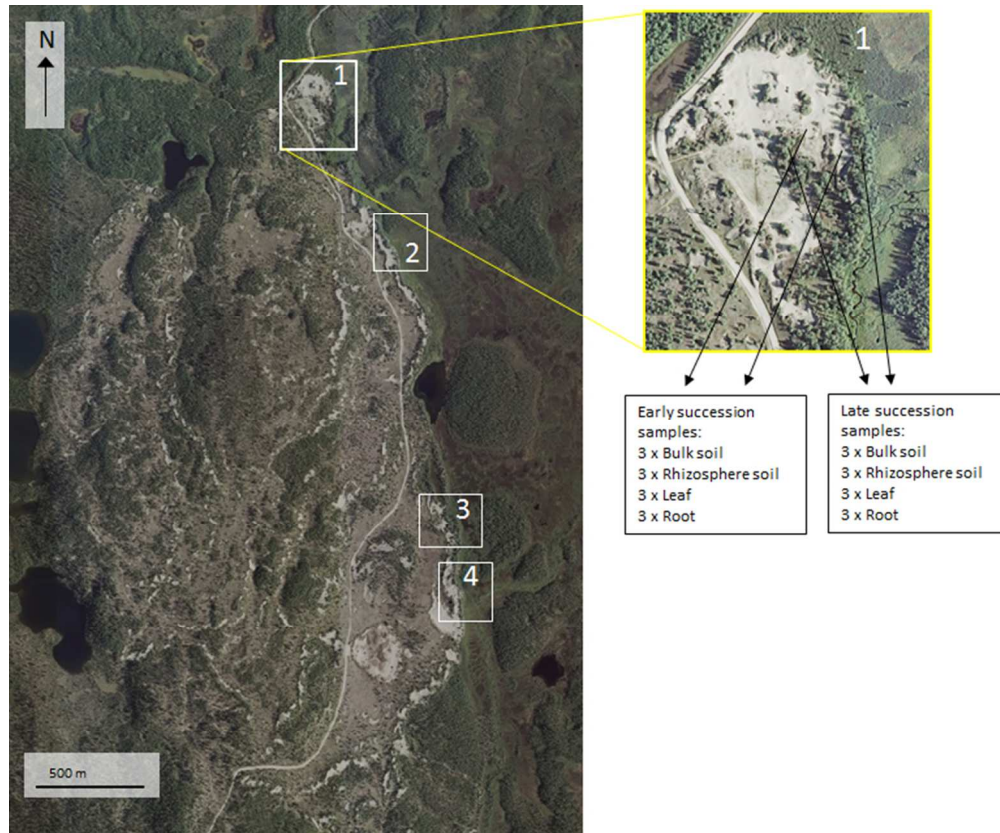 N
1
2
3
4
500 m
1
Early succession
samples:
3 x Bulk soil
3 x Rhizosphere soil
3 x Leaf
3 x Root
Late succession
samples:
3 x Bulk soil
3 x Rhizosphere soil
3 x Leaf
3 x Root